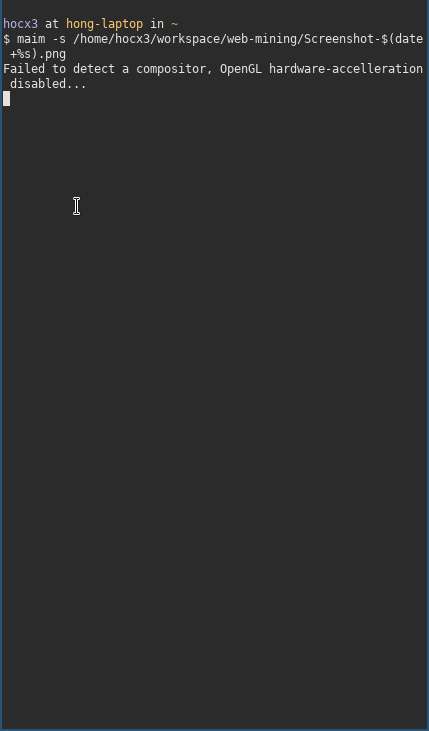 hocx3 at hong-laptop in ~
$ maim -s /home/hocx3/workspace/web-mining/Screenshot-$(date
+%s).png
Failed to detect a compositor, OpenGL hardware-accelleration
disabled...